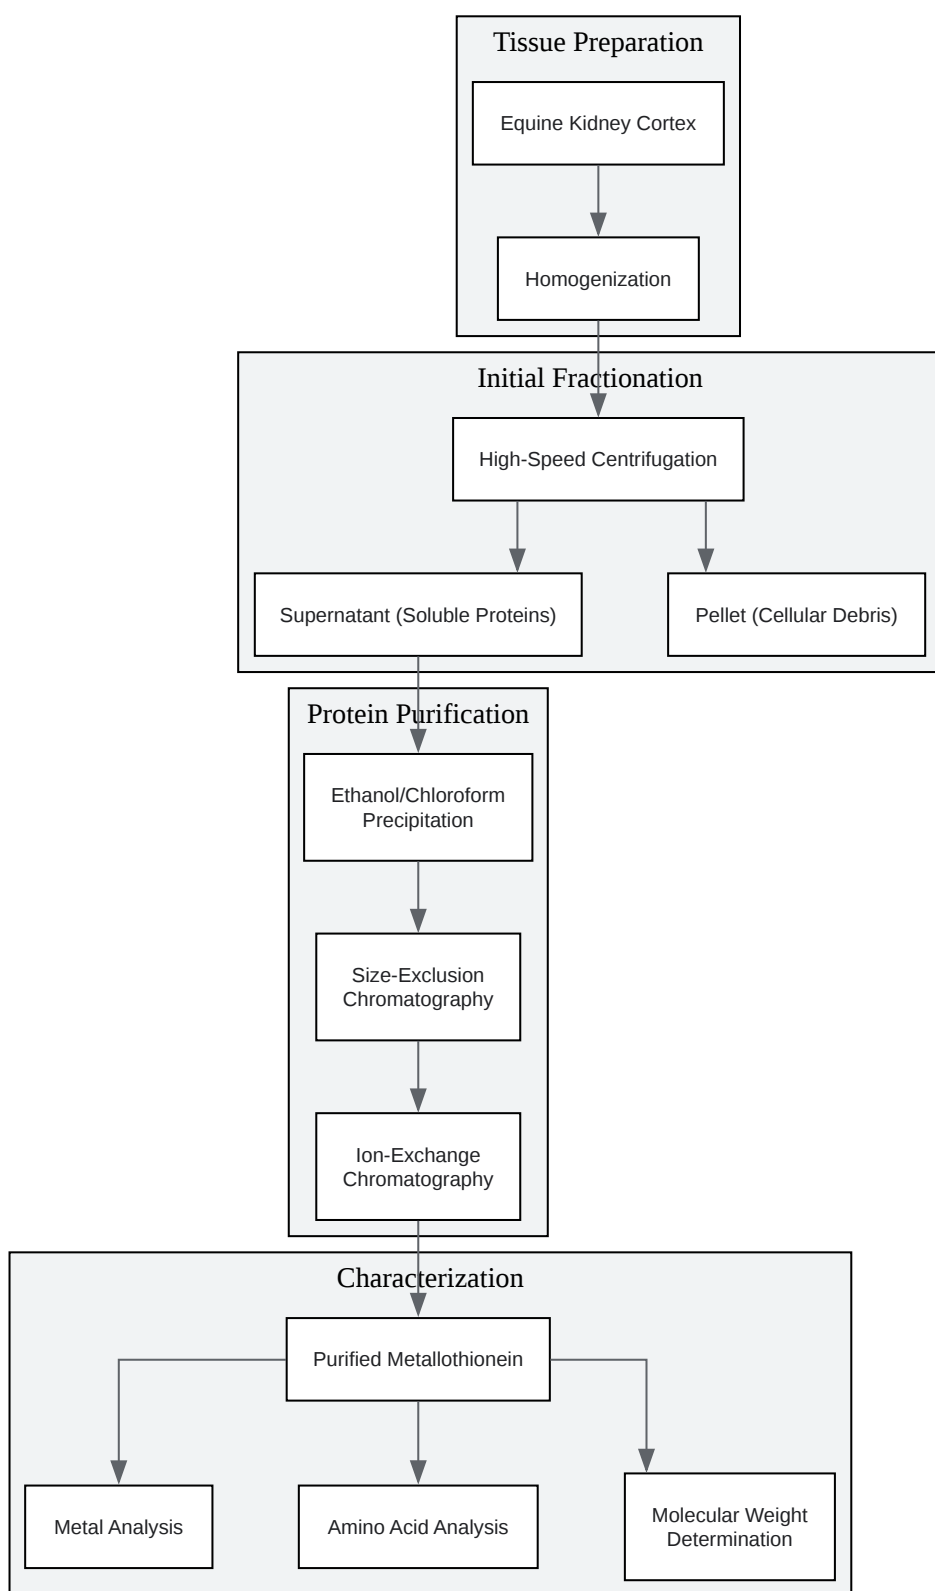 Tissue Preparation
Equine Kidney Cortex
Homogenization
Initial Fractionation
High-Speed Centrifugation
Supernatant (Soluble Proteins)
Pellet (Cellular Debris)
Protein Purification
Ethanol/Chloroform
Precipitation
Size-Exclusion
Chromatography
Ion-Exchange
Chromatography
Characterization
Purified Metallothionein
Metal Analysis
Amino Acid Analysis
Molecular Weight
Determination